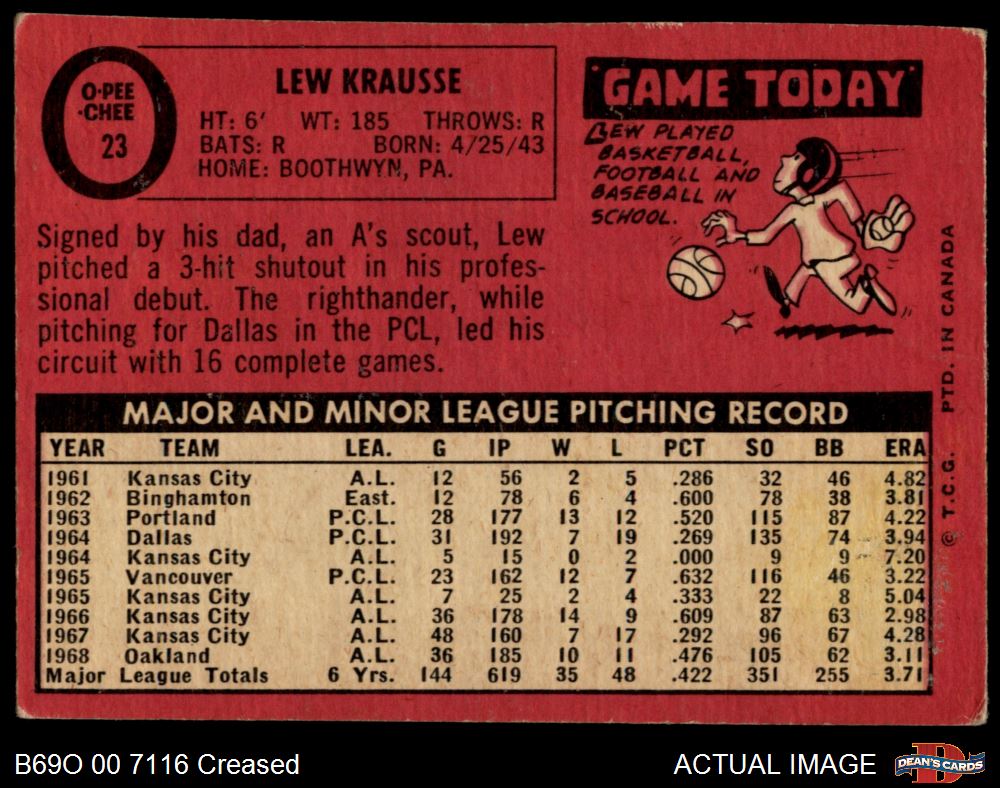 O-PEE
-CHEE
23
LEW KRAUSSE
HT: 6' WT: 185 THROWS: R
BATS: R BORN: 4/25/43
HOME: BOOTHWYN, PA.
Signed by his dad, an A's scout, Lew
pitched a 3-hit shutout in his profes-
sional debut. The righthander, while
pitching for Dallas in the PCL, led his
circuit with 16 complete games.
"GAME TODAY"
LEW PLAYED
BASKETBALL,
FOOTBALL AND
BASEBALL IN
SCHOOL.
MAJOR AND MINOR LEAGUE PITCHING RECORD
YEAR TEAM LEA. G IP W L PCT SO BB ERA
1961 Kansas City A.L. 12 56 2 5 .286 32 46 4.82
1962 Binghamton East. 12 78 6 4 .600 78 38 3.81
1963 Portland P.C.L. 28 177 13 12 .520 115 87 4.22
1964 Dallas P.C.L. 31 192 7 19 .269 135 74 3.94
1964 Kansas City A.L. 5 15 0 2 .000 9 9 7.20
1965 Vancouver P.C.L. 23 162 12 7 .632 116 46 3.22
1965 Kansas City A.L. 7 25 2 4 .333 22 8 5.04
1966 Kansas City A.L. 36 178 14 9 .609 87 63 2.98
1967 Kansas City A.L. 48 160 7 17 .292 96 67 4.28
1968 Oakland A.L. 36 185 10 11 .476 105 62 3.11
Major League Totals 6 Yrs. 144 619 35 48 .422 351 255 3.71
© T.C.G. PTD. IN CANADA
B69O 00 7116 Creased
ACTUAL IMAGE
D
DEAN'S CARDS